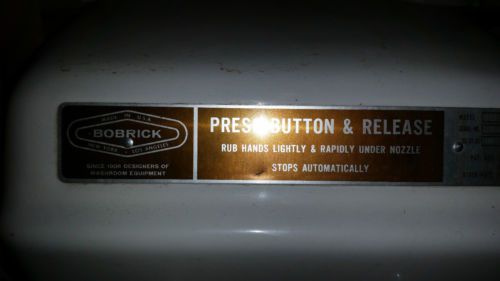 MADE IN U.S.A.
BOBRICK
NEW YORK LOS ANGELES
SINCE 1906 DESIGNERS OF
WASHROOM EQUIPMENT
PRESS BUTTON & RELEASE
RUB HANDS LIGHTLY & RAPIDLY UNDER NOZZLE
STOPS AUTOMATICALLY
MODEL